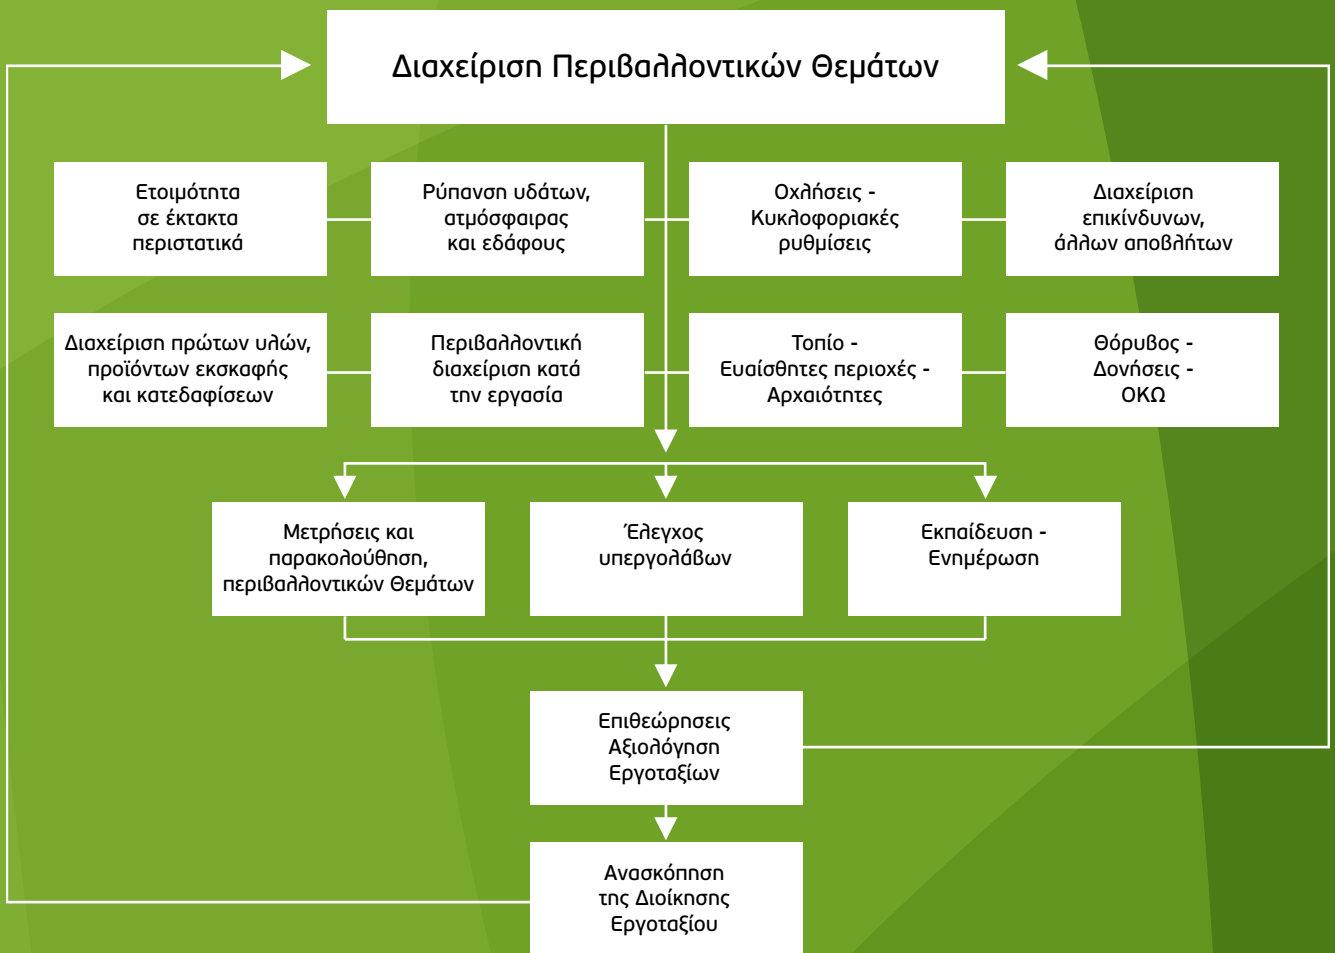 Διαχείριση Περιβαλλοντικών Θεμάτων
Ετοιμότητα
σε έκτακτα
περιστατικά
Ρύπανση υδάτων,
ατμόσφαιρας
και εδάφους
Οχλήσεις -
Κυκλοφοριακές
ρυθμίσεις
Διαχείριση
επικίνδυνων,
άλλων αποβλήτων
Διαχείριση πρώτων υλών,
προϊόντων εκσκαφής
και κατεδαφίσεων
Περιβαλλοντική
διαχείριση κατά
την εργασία
Τοπίο -
Ευαίσθητες περιοχές -
Αρχαιότητες
Θόρυβος -
Δονήσεις -
ΟΚΩ
Μετρήσεις και
παρακολούθηση,
περιβαλλοντικών Θεμάτων
Έλεγχος
υπεργολάβων
Εκπαίδευση -
Ενημέρωση
Επιθεώρησεις
Αξιολόγηση
Εργοταξίων
Ανασκόπηση
της Διοίκησης
Εργοταξίου